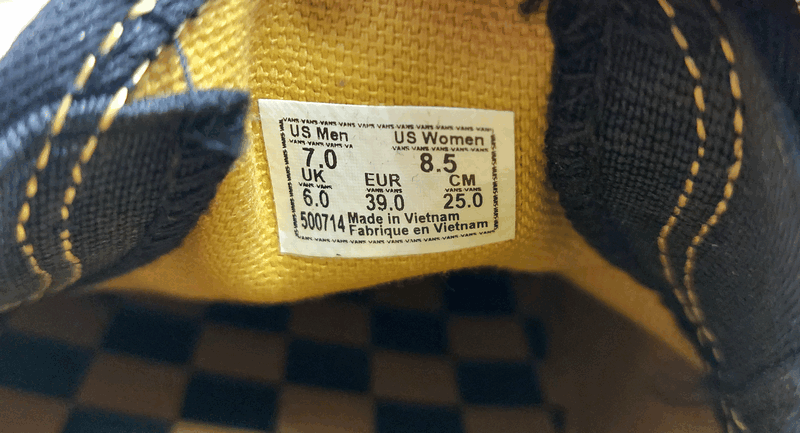 US Men US Women
7.0 8.5
UK EUR CM
6.0 39.0 25.0
500714 Made in Vietnam
Fabrique en Vietnam